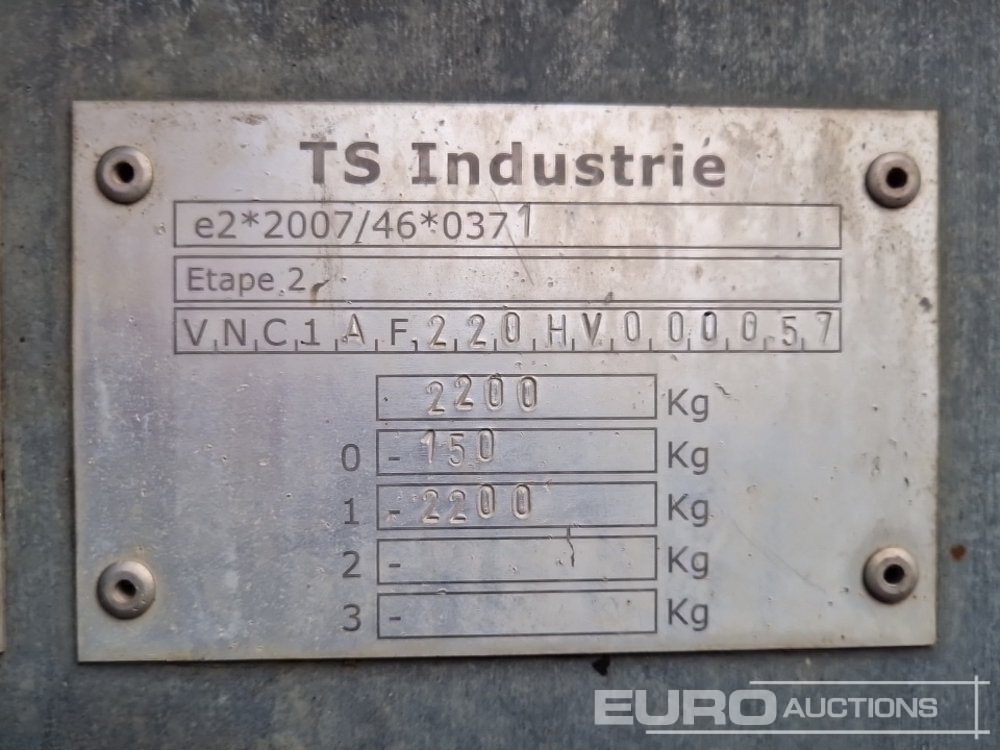 TS Industrie
e2*2007/46*0371
Etape 2
VNC1AF220HV000057
2200 Kg
0 -150 Kg
1 -2200 Kg
2 - Kg
3 - Kg
EURO AUCTIONS